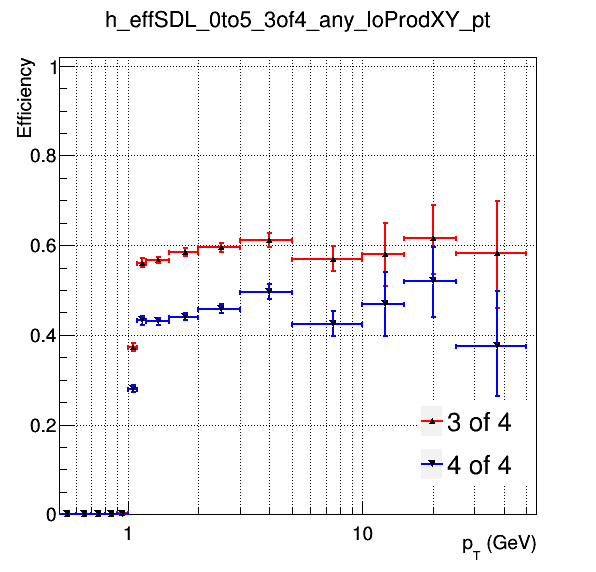 h_effSDL_0to5_3of4_any_loProdXY_pt
Efficiency
1
0.8
0.6
0.4
0.2
0
3 of 4
4 of 4
1
10
p_T (GeV)